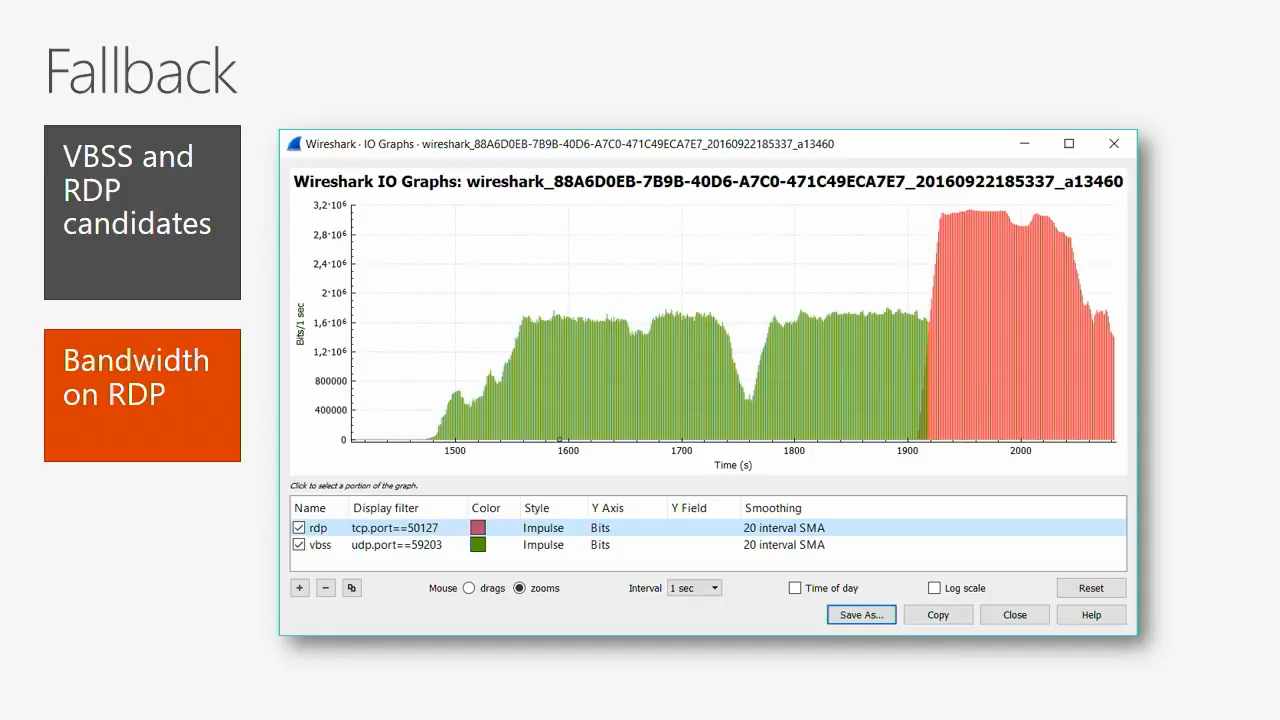 Fallback
VBSS and
RDP
candidates
Bandwidth
on RDP
Wireshark · IO Graphs · wireshark_88A6D0EB-7B9B-40D6-A7C0-471C49ECA7E7_20160922185337_a13460
Wireshark IO Graphs: wireshark_88A6D0EB-7B9B-40D6-A7C0-471C49ECA7E7_20160922185337_a13460
3,2·10⁶
2,8·10⁶
2,4·10⁶
2·10⁶
1,6·10⁶
1,2·10⁶
800000
400000
0
Bits/1 sec
1500 1600 1700 1800 1900 2000
Time (s)
Click to select a portion of the graph.
Name Display filter Color Style Y Axis Y Field Smoothing
rdp tcp.port==50127 Impulse Bits 20 interval SMA
vbss udp.port==59203 Impulse Bits 20 interval SMA
+ − Mouse drags zooms Interval 1 sec Time of day Log scale Reset
Save As... Copy Close Help